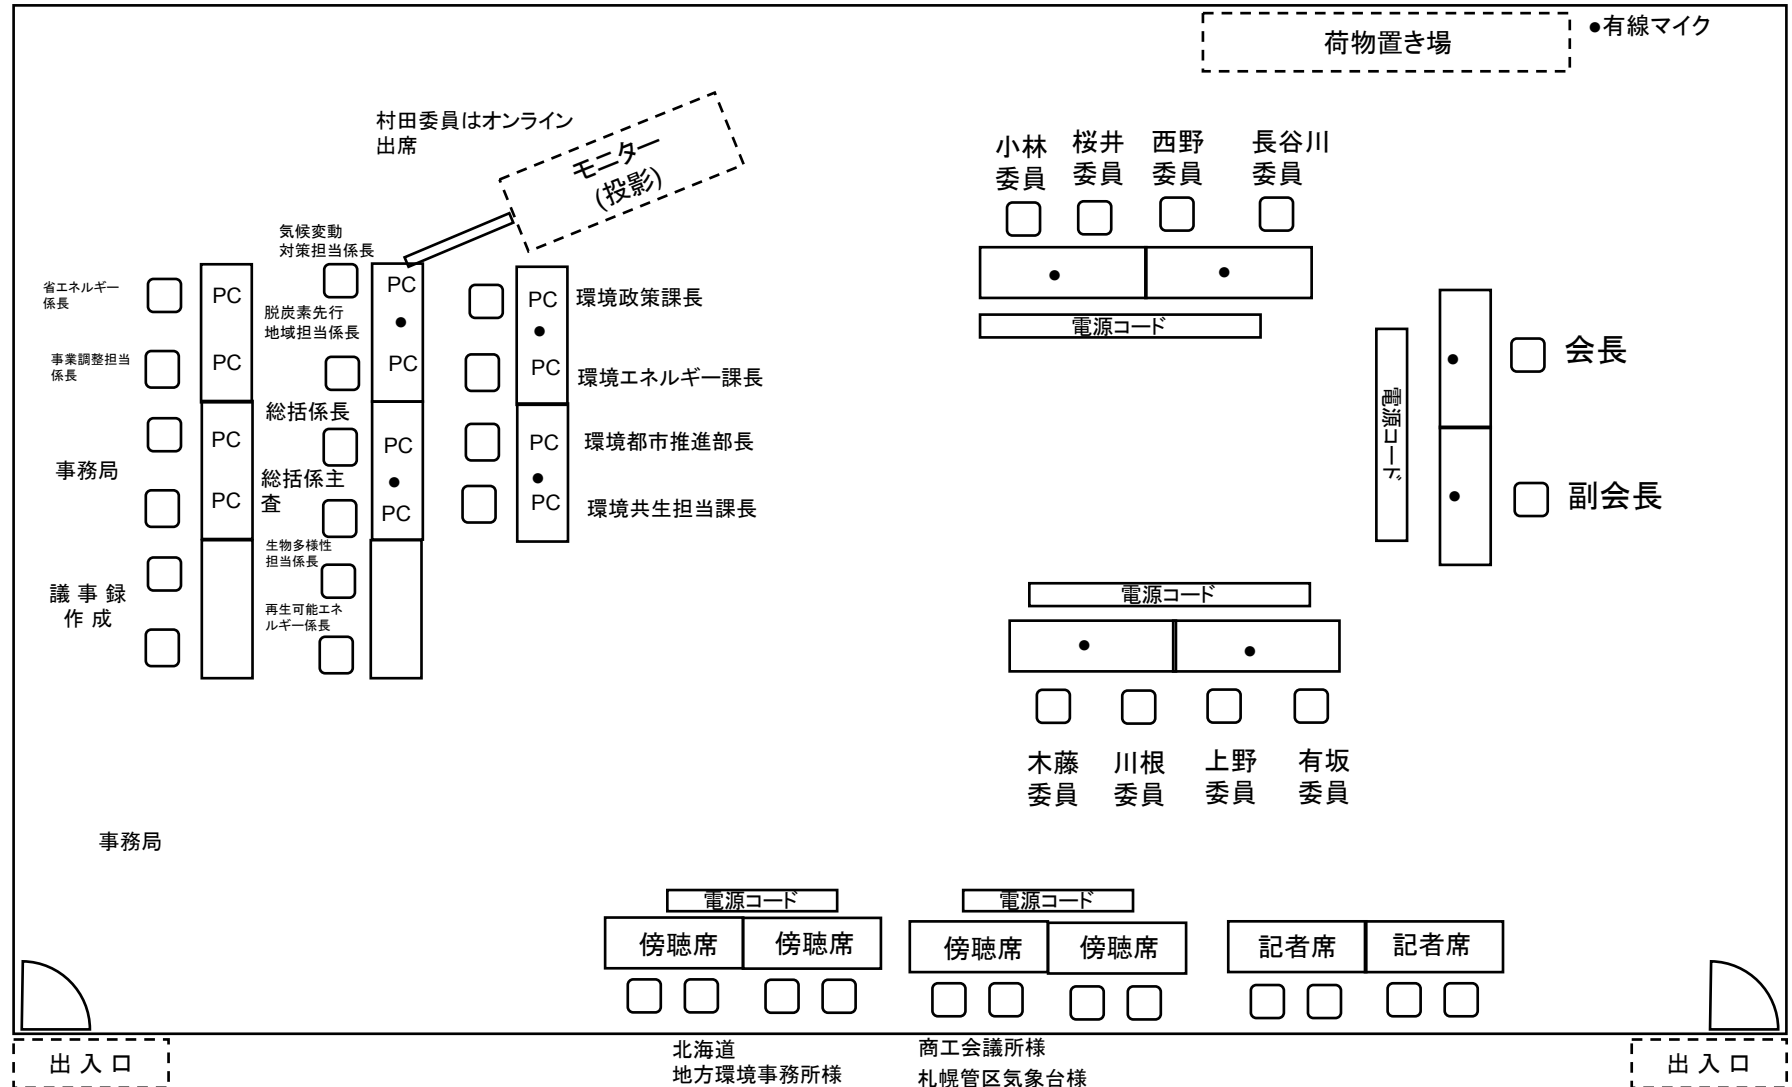 荷物置き場
●有線マイク
村田委員はオンライン
出席
モニター
(投影)
小林
委員
桜井
委員
西野
委員
長谷川
委員
電源コード
会長
副会長
電源コード
省エネルギー
係長
事業調整担当
係長
事務局
議 事 録
作 成
PC
PC
PC
PC
気候変動
対策担当係長
脱炭素先行
地域担当係長
総括係長
総括係主
査
生物多様性
担当係長
再生可能エネ
ルギー係長
PC
PC
PC
PC
PC
PC
PC
PC
環境政策課長
環境エネルギー課長
環境都市推進部長
環境共生担当課長
電源コード
木藤
委員
川根
委員
上野
委員
有坂
委員
事務局
電源コード
電源コード
傍聴席
傍聴席
傍聴席
傍聴席
記者席
記者席
出 入 口
北海道
地方環境事務所様
商工会議所様
札幌管区気象台様
出 入 口